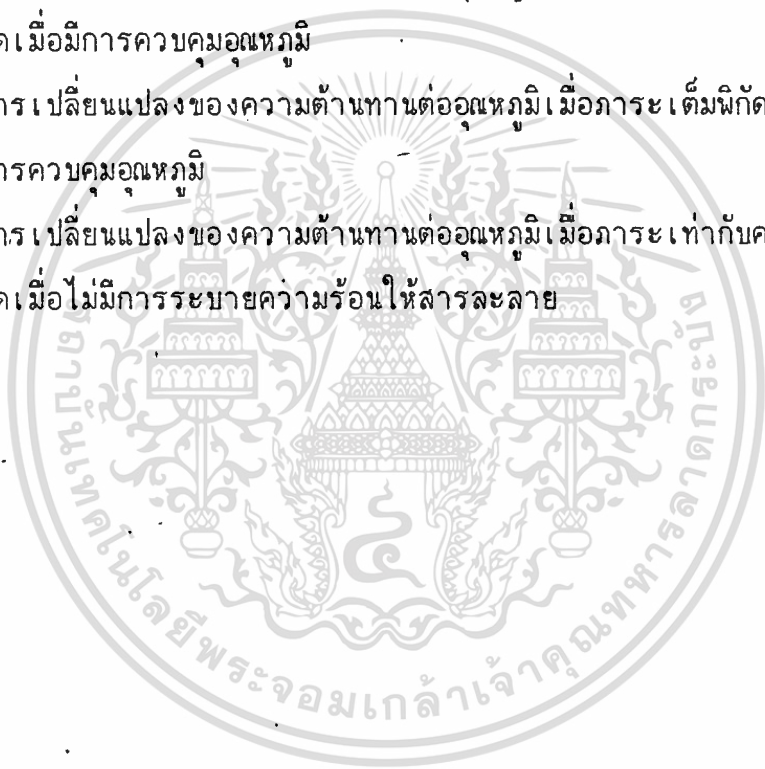 ดเมื่อมีการควบคุมอุณหภูมิ
ารเปลี่ยนแปลงของความต้านทานต่ออุณหภูมิเมื่อภาระเต็มพิกัด
ารควบคุมอุณหภูมิ
ารเปลี่ยนแปลงของความต้านทานต่ออุณหภูมิเมื่อภาระเท่ากับค
ดเมื่อไม่มีการระบายความร้อนให้สารละลาย
สถาบันเทคโนโลยีพระจอมเกล้าเจ้าคุณทหารลาดกระบัง